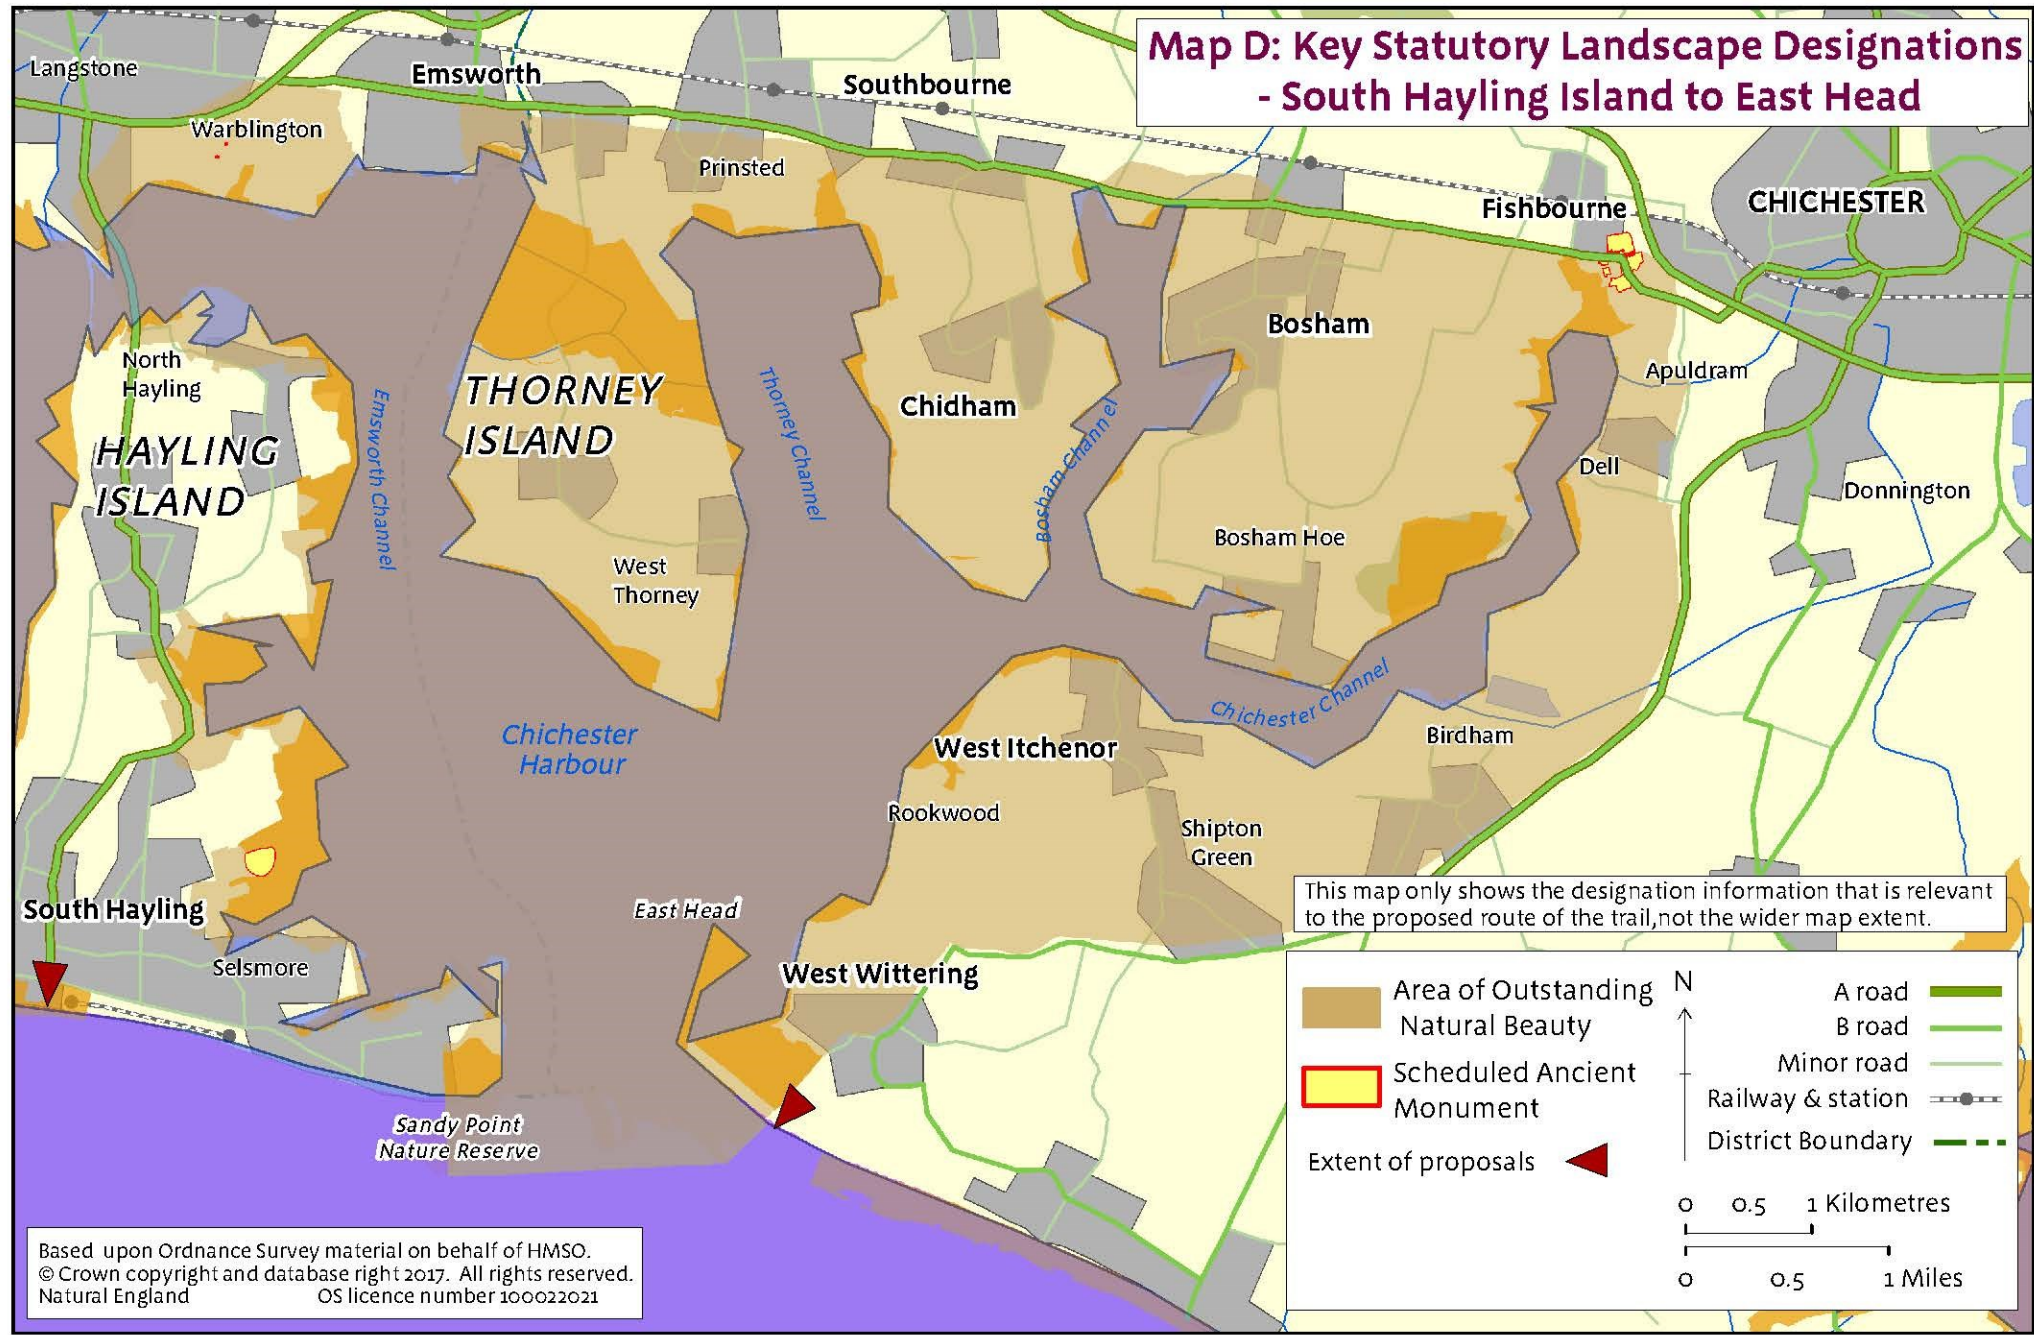 Map D: Key Statutory Landscape Designations
- South Hayling Island to East Head
Langstone
Emsworth
Southbourne
Warblington
Prinsted
Fishbourne
CHICHESTER
North
Hayling
Bosham
Apuldram
THORNEY
ISLAND
Chidham
HAYLING
ISLAND
Emsworth Channel
Thorney Channel
Bosham Channel
Dell
Donnington
Bosham Hoe
West
Thorney
Chichester Channel
Chichester
Harbour
West Itchenor
Birdham
Rookwood
Shipton
Green
South Hayling
East Head
Selsmore
West Wittering
Sandy Point
Nature Reserve
This map only shows the designation information that is relevant
to the proposed route of the trail,not the wider map extent.
Area of Outstanding
Natural Beauty
Scheduled Ancient
Monument
Extent of proposals
N
A road
B road
Minor road
Railway & station
District Boundary
0 0.5 1 Kilometres
0 0.5 1 Miles
Based upon Ordnance Survey material on behalf of HMSO.
© Crown copyright and database right 2017. All rights reserved.
Natural England OS licence number 100022021